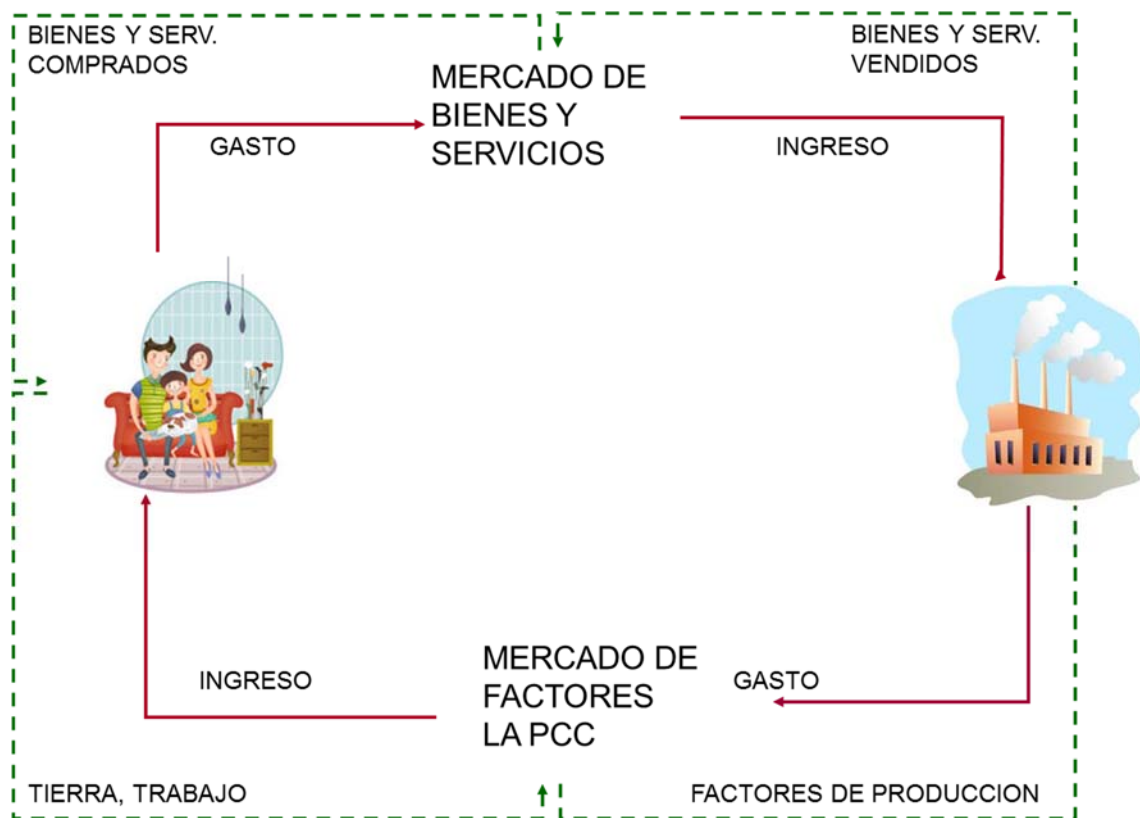 BIENES Y SERV.
COMPRADOS
BIENES Y SERV.
VENDIDOS
MERCADO DE
BIENES Y
SERVICIOS
GASTO
INGRESO
INGRESO
MERCADO DE
FACTORES
LA PCC
GASTO
TIERRA, TRABAJO
FACTORES DE PRODUCCION